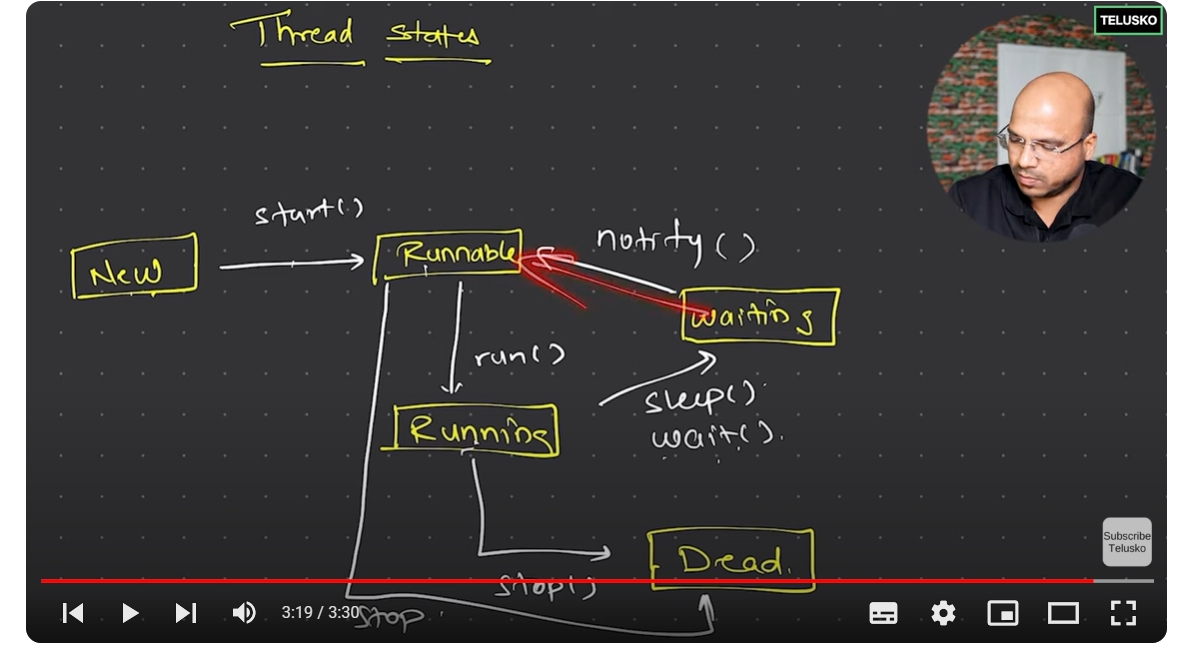 Thread States
TELUSKO
start()
New
Runnable
notify()
waiting
run()
sleep()
wait().
Running
Subscribe
Telusko
Dead.
stop()
3:19 / 3:30
stop